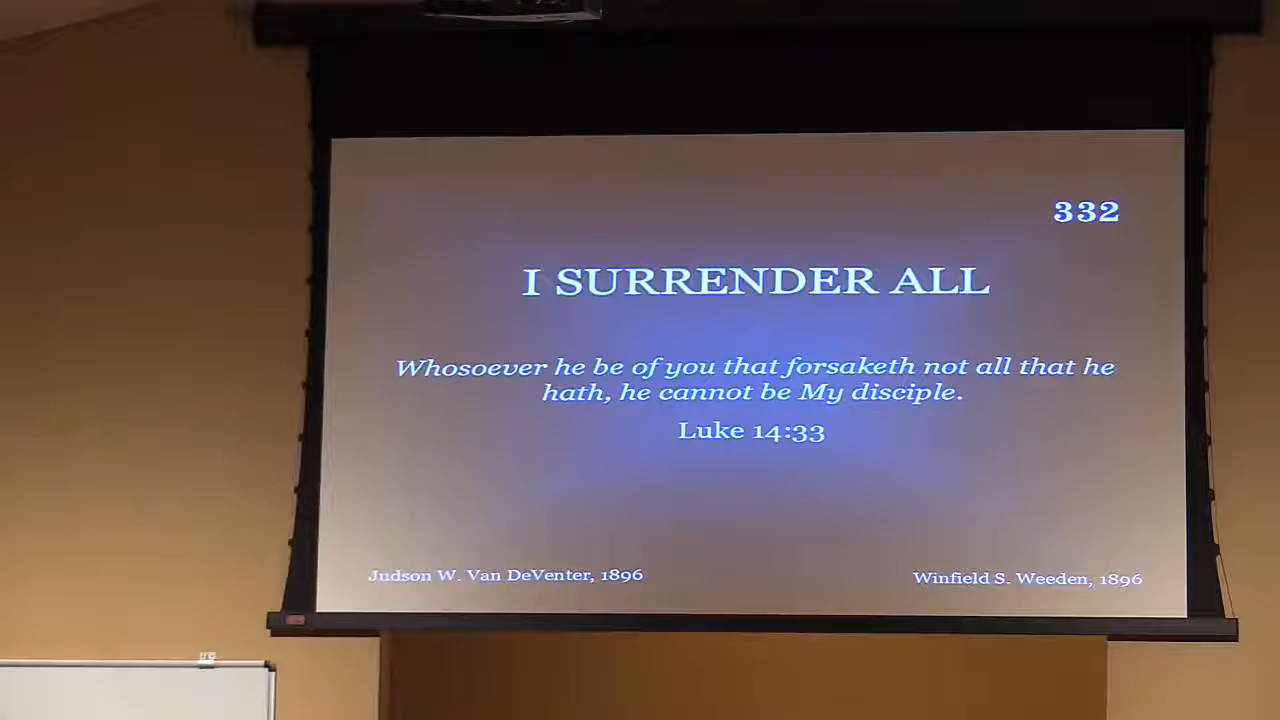 332
I SURRENDER ALL
Whosoever he be of you that forsaketh not all that he
hath, he cannot be My disciple.
Luke 14:33
Judson W. Van DeVenter, 1896
Winfield S. Weeden, 1896